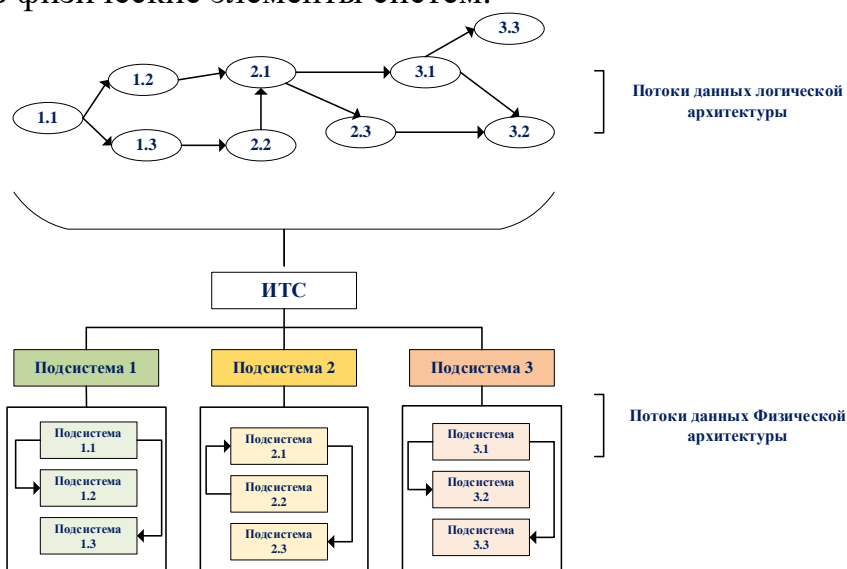 физические элементы систем.
3.3
1.2
2.1
3.1
1.1
1.3
2.2
2.3
3.2
Потоки данных логической
архитектуры
ИТС
Подсистема 1
Подсистема 2
Подсистема 3
Подсистема
1.1
Подсистема
1.2
Подсистема
1.3
Подсистема
2.1
Подсистема
2.2
Подсистема
2.3
Подсистема
3.1
Подсистема
3.2
Подсистема
3.3
Потоки данных Физической
архитектуры